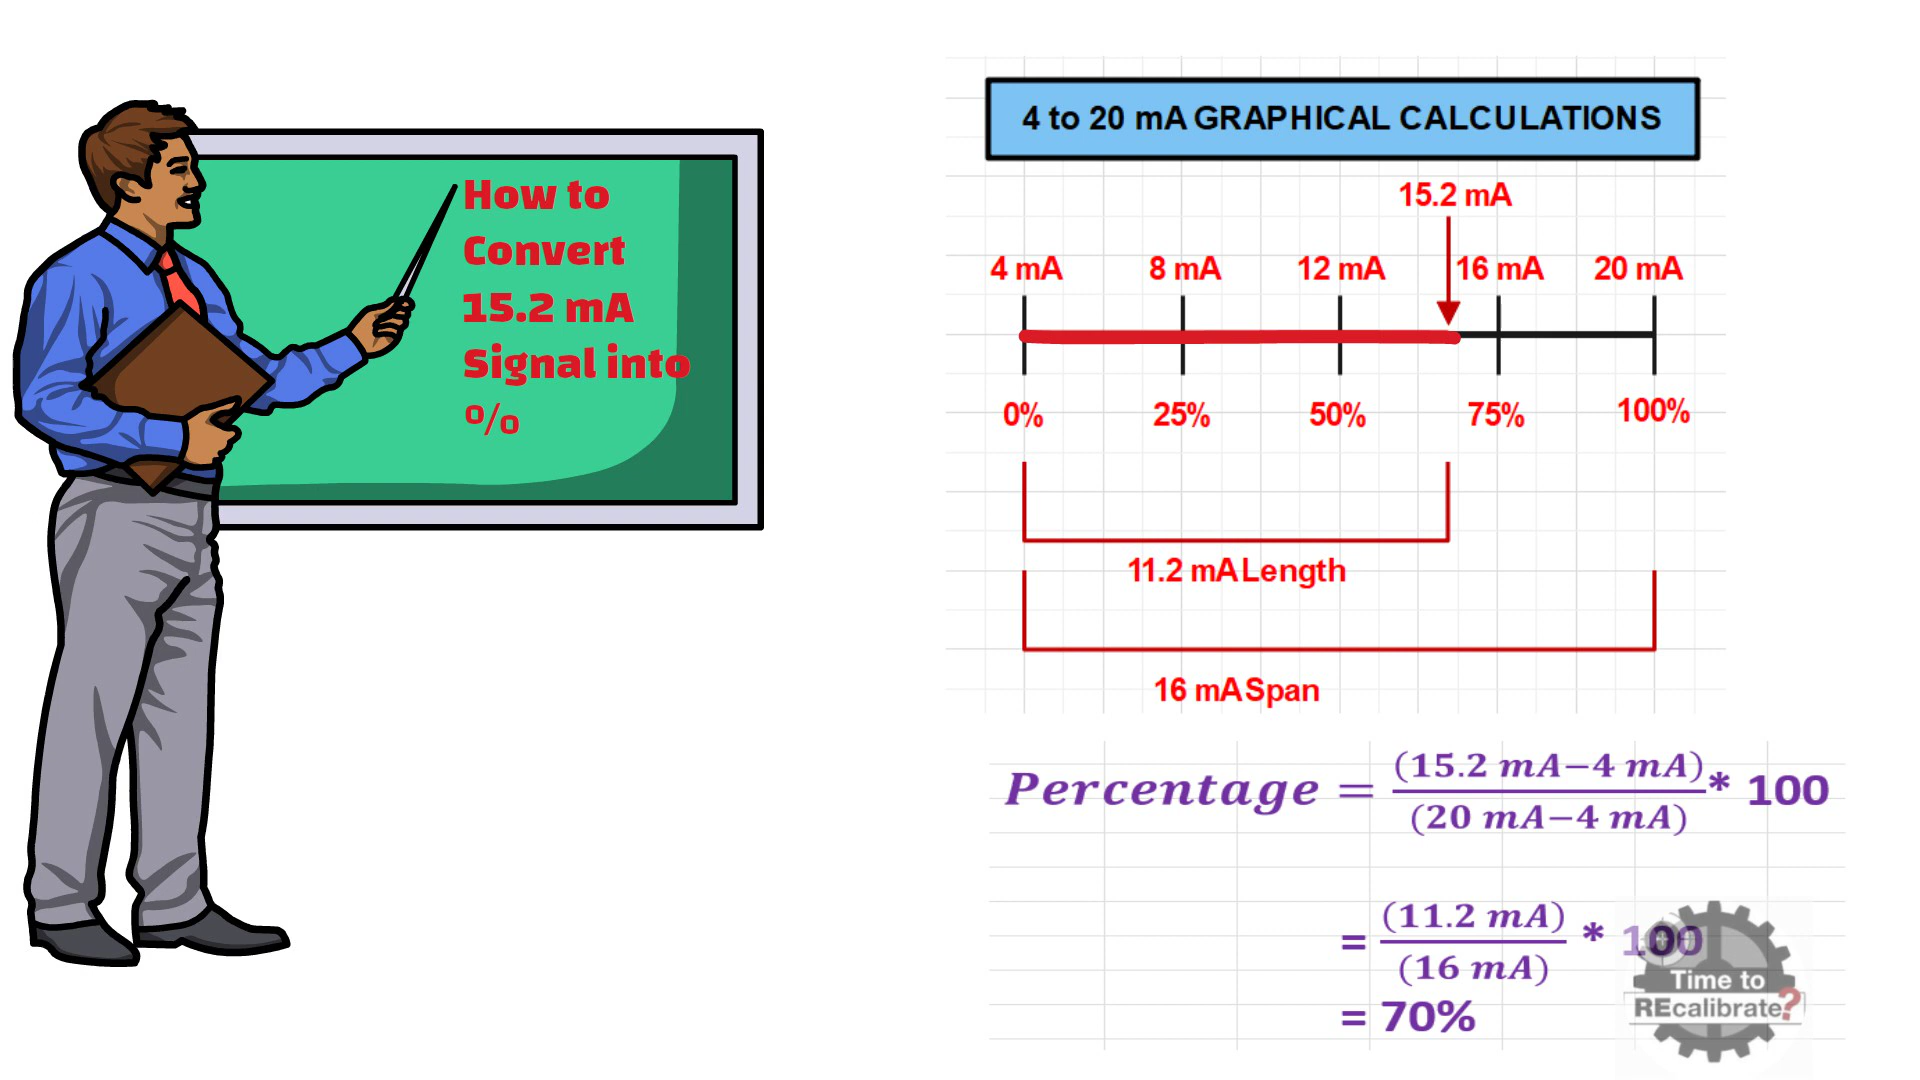 How to
Convert
15.2 mA
Signal into
%
4 to 20 mA GRAPHICAL CALCULATIONS
15.2 mA
4 mA 8 mA 12 mA 16 mA 20 mA
0% 25% 50% 75% 100%
11.2 mA Length
16 mA Span
Percentage = (15.2 mA−4 mA) * 100
(20 mA−4 mA)
= (11.2 mA) * 100
(16 mA)
= 70%
Time to
REcalibrate?